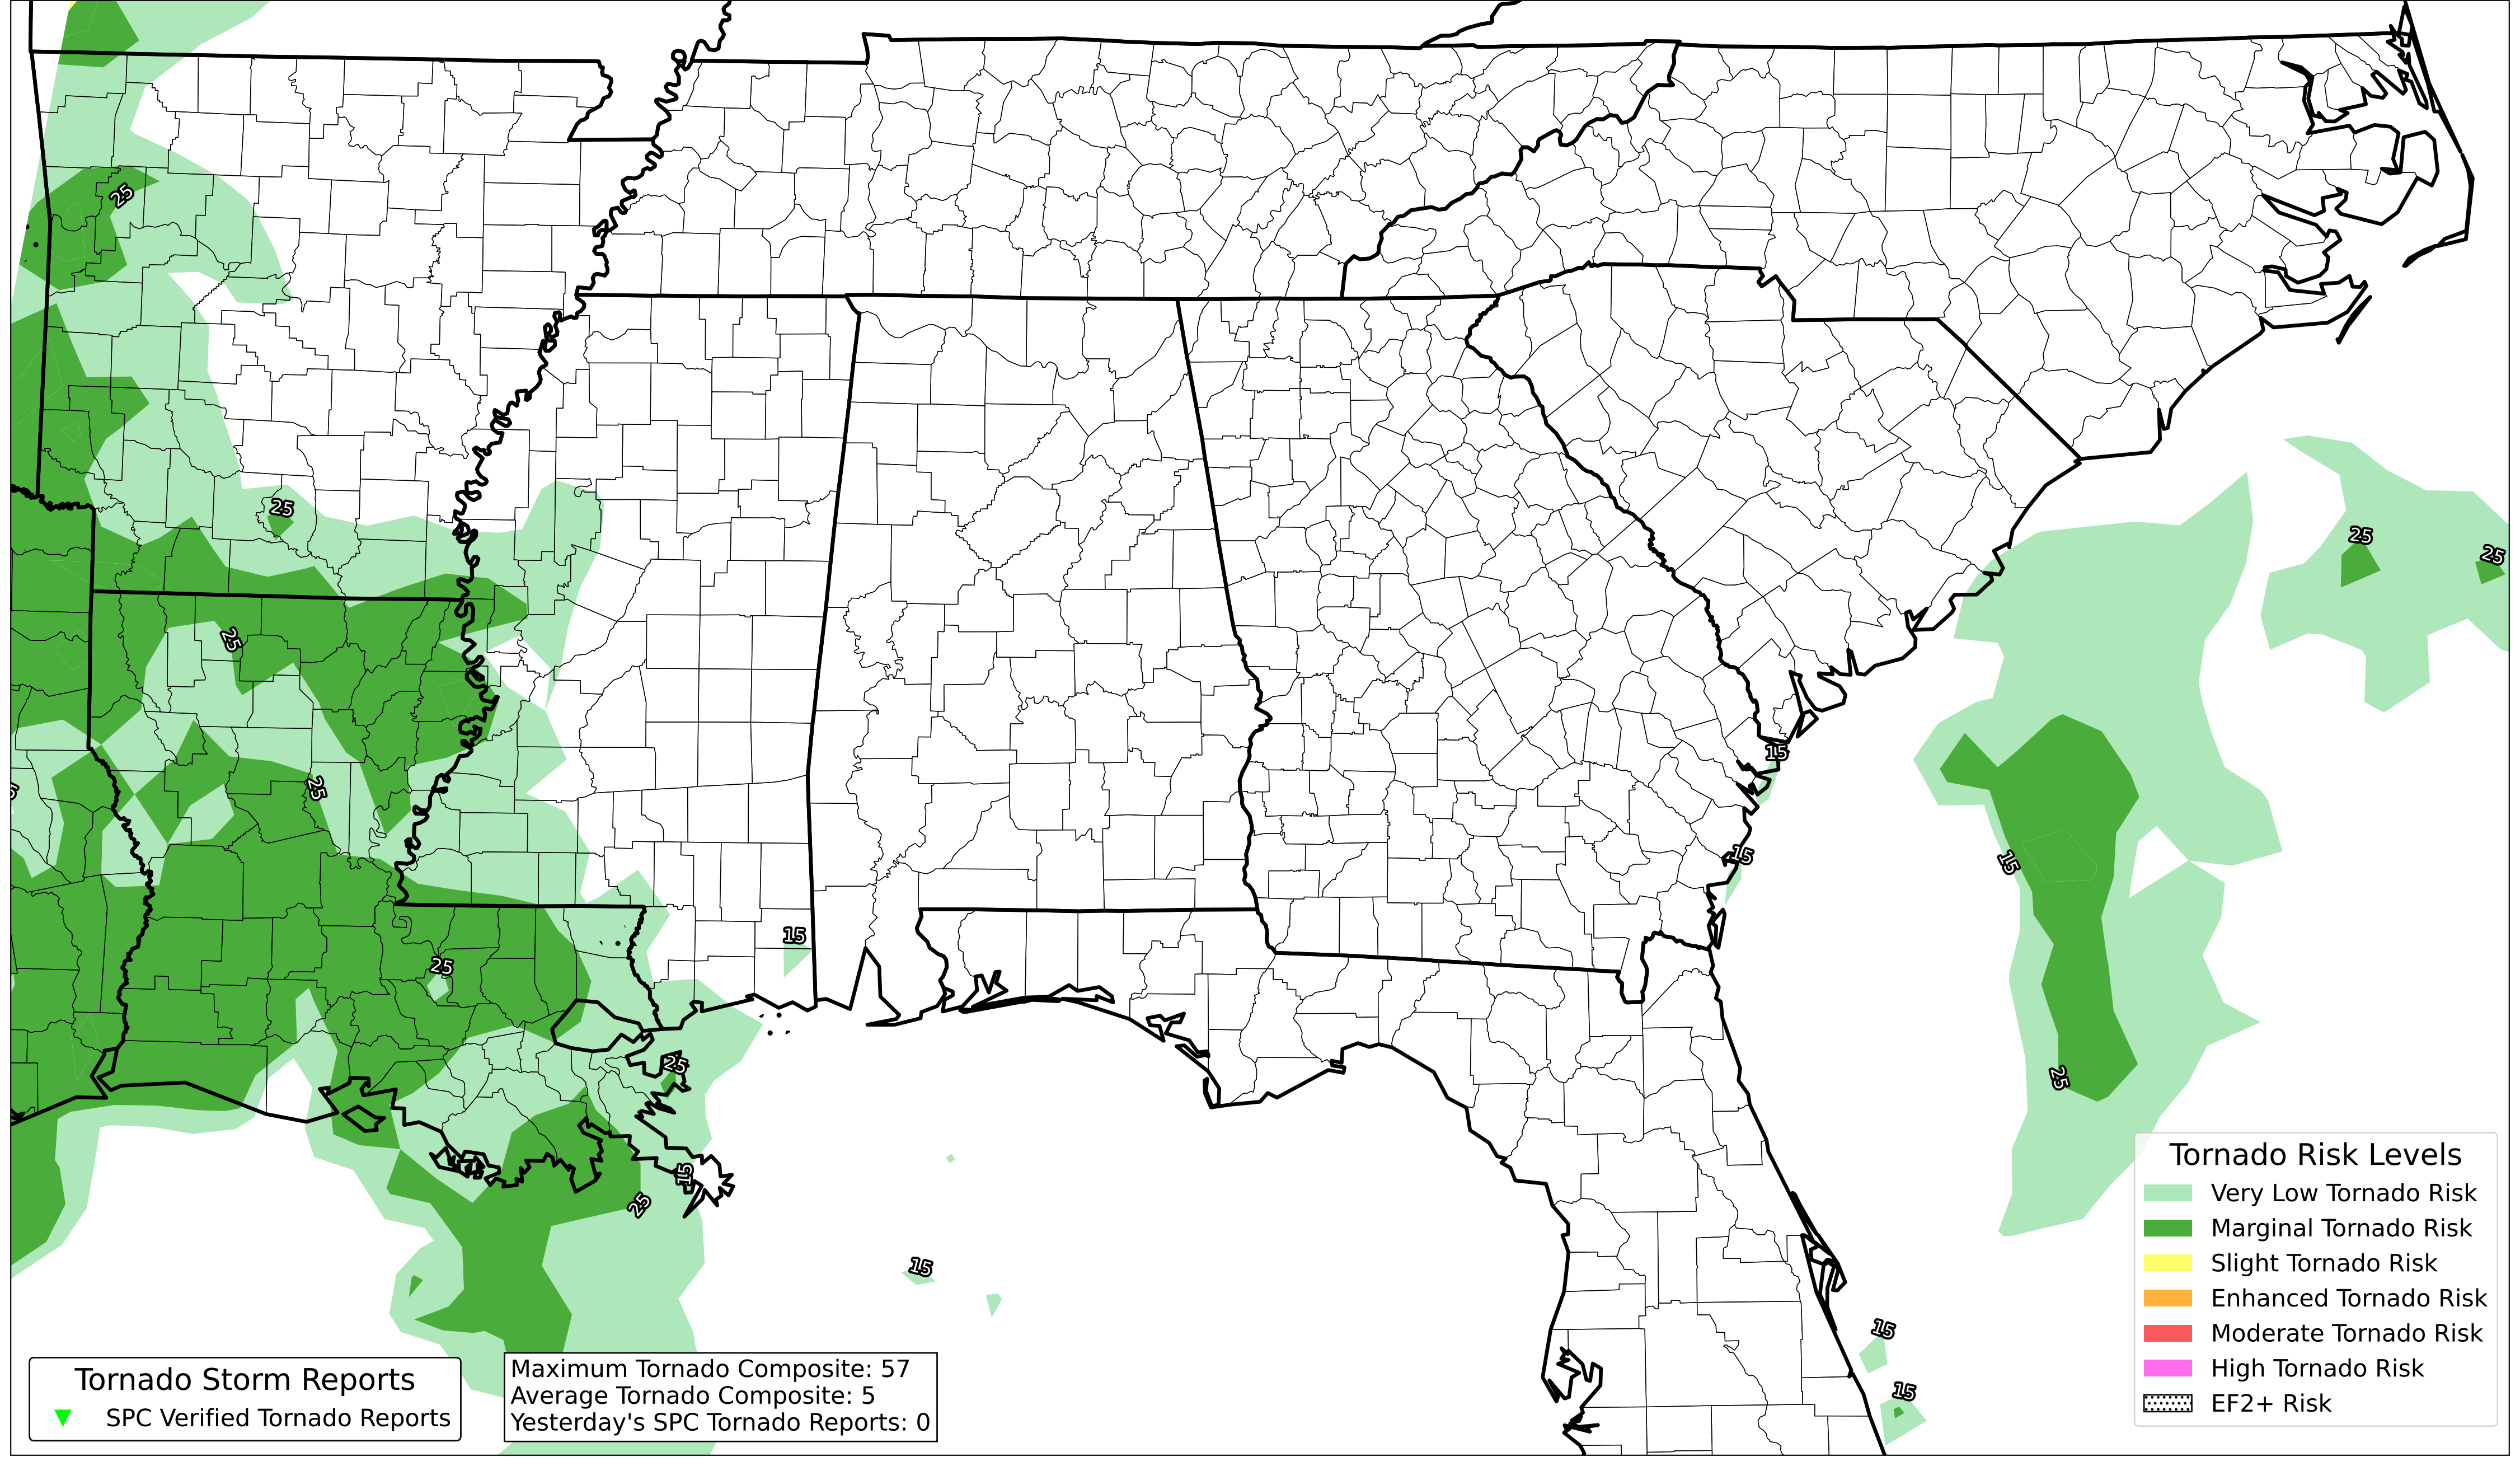 25
25
25
25
25
25
15
15
25
15
15
25
25
25
15
25
15
15
15
Tornado Risk Levels
Very Low Tornado Risk
Marginal Tornado Risk
Slight Tornado Risk
Enhanced Tornado Risk
Moderate Tornado Risk
High Tornado Risk
EF2+ Risk
Tornado Storm Reports
SPC Verified Tornado Reports
Maximum Tornado Composite: 57
Average Tornado Composite: 5
Yesterday's SPC Tornado Reports: 0